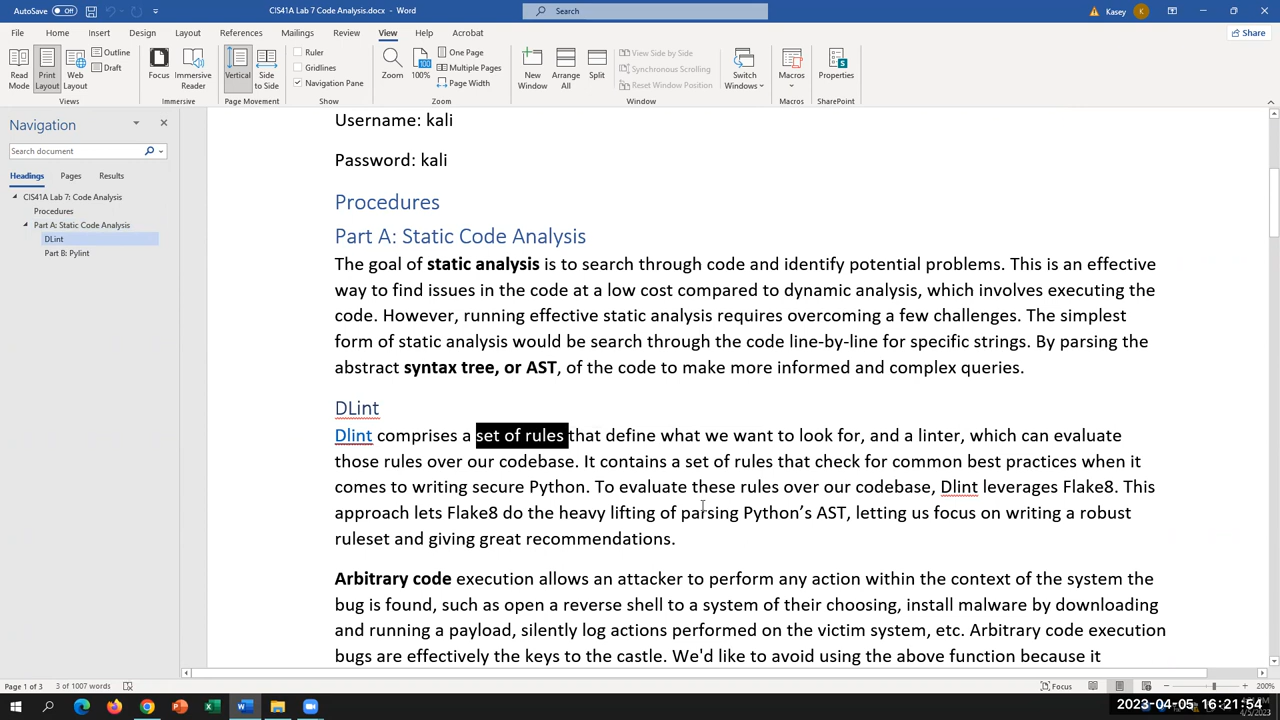 AutoSave Off
CIS41A Lab 7 Code Analysis.docx - Word
Search
Kasey
K
File Home Insert Design Layout References Mailings Review View Help Acrobat
Share
Read Mode
Print Layout
Web Layout
Outline
Draft
Views
Focus
Immersive Reader
Immersive
Vertical
Side to Side
Page Movement
Ruler
Gridlines
Navigation Pane
Show
Zoom
100
100%
One Page
Multiple Pages
Page Width
Zoom
New Window
Arrange All
Split
View Side by Side
Synchronous Scrolling
Reset Window Position
Window
Switch Windows
Macros
Macros
Properties
SharePoint
Navigation
Search document
Headings Pages Results
CIS41A Lab 7: Code Analysis
Procedures
Part A: Static Code Analysis
DLint
Part B: Pylint
Username: kali
Password: kali
Procedures
Part A: Static Code Analysis
The goal of static analysis is to search through code and identify potential problems. This is an effective
way to find issues in the code at a low cost compared to dynamic analysis, which involves executing the
code. However, running effective static analysis requires overcoming a few challenges. The simplest
form of static analysis would be search through the code line-by-line for specific strings. By parsing the
abstract syntax tree, or AST, of the code to make more informed and complex queries.
DLint
Dlint comprises a set of rules that define what we want to look for, and a linter, which can evaluate
those rules over our codebase. It contains a set of rules that check for common best practices when it
comes to writing secure Python. To evaluate these rules over our codebase, Dlint leverages Flake8. This
approach lets Flake8 do the heavy lifting of parsing Python's AST, letting us focus on writing a robust
ruleset and giving great recommendations.
Arbitrary code execution allows an attacker to perform any action within the context of the system the
bug is found, such as open a reverse shell to a system of their choosing, install malware by downloading
and running a payload, silently log actions performed on the victim system, etc. Arbitrary code execution
bugs are effectively the keys to the castle. We'd like to avoid using the above function because it
Page 1 of 3 3 of 1007 words
Focus
200%
2023-04-05 16:21:54